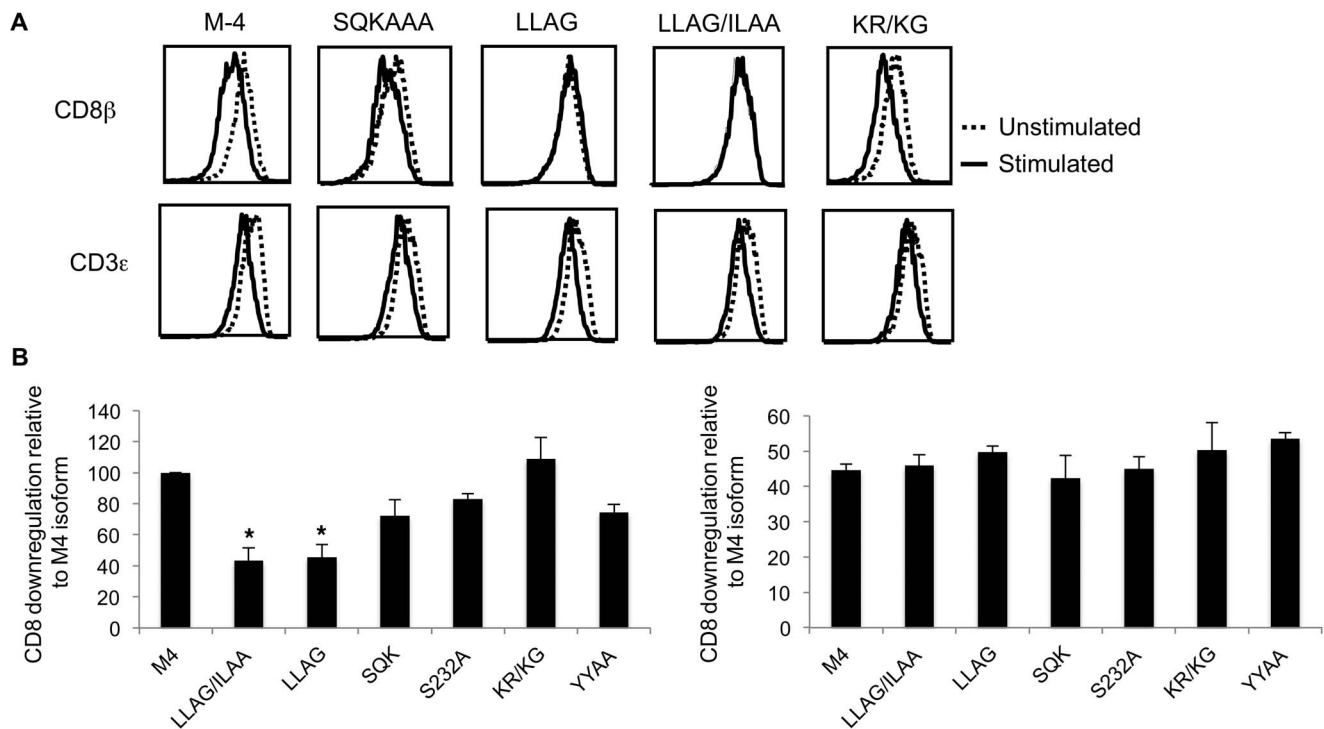 A
M-4
SQKAAA
LLAG
LLAG/ILAA
KR/KG
CD8β
CD3ε
Unstimulated
Stimulated
B
CD8 downregulation relative
to M4 isoform
140
120
100
80
60
40
20
0
*
*
M4
LLAG/ILAA
LLAG
SQK
S232A
KR/KG
YYAA
CD8 downregulation relative
to M4 isoform
60
50
40
30
20
10
0
M4
LLAG/ILAA
LLAG
SQK
S232A
KR/KG
YYAA